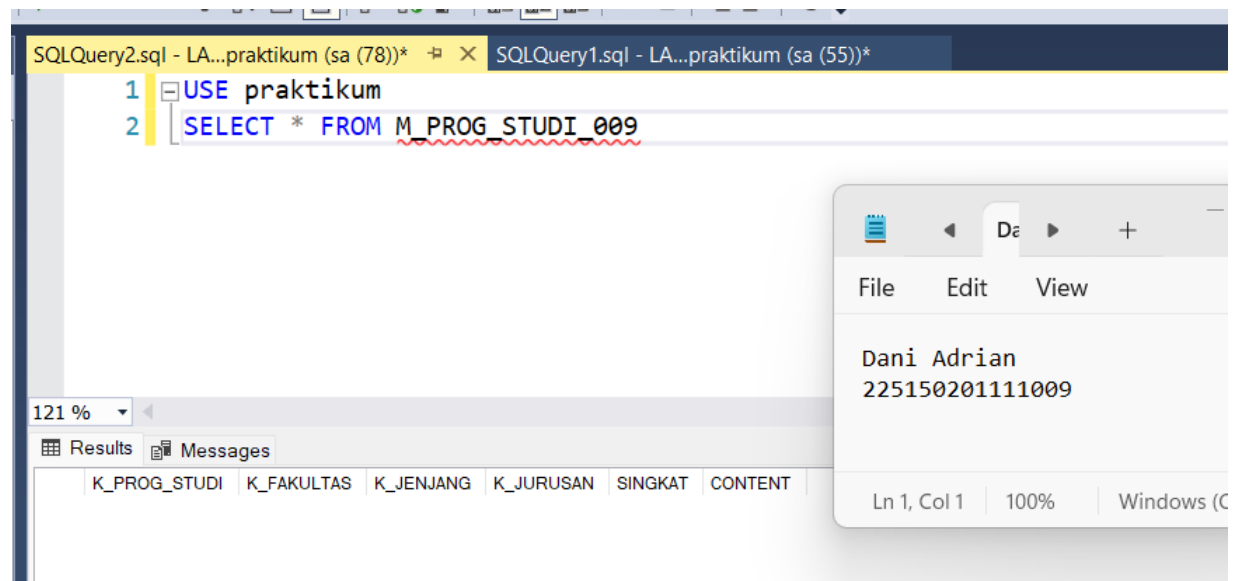 SQLQuery2.sql - LA...praktikum (sa (78))* SQLQuery1.sql - LA...praktikum (sa (55))*
1 USE praktikum
2 SELECT * FROM M_PROG_STUDI_009
Da
File Edit View
Dani Adrian
225150201111009
121 %
Results Messages
K_PROG_STUDI K_FAKULTAS K_JENJANG K_JURUSAN SINGKAT CONTENT
Ln 1, Col 1 100% Windows (C